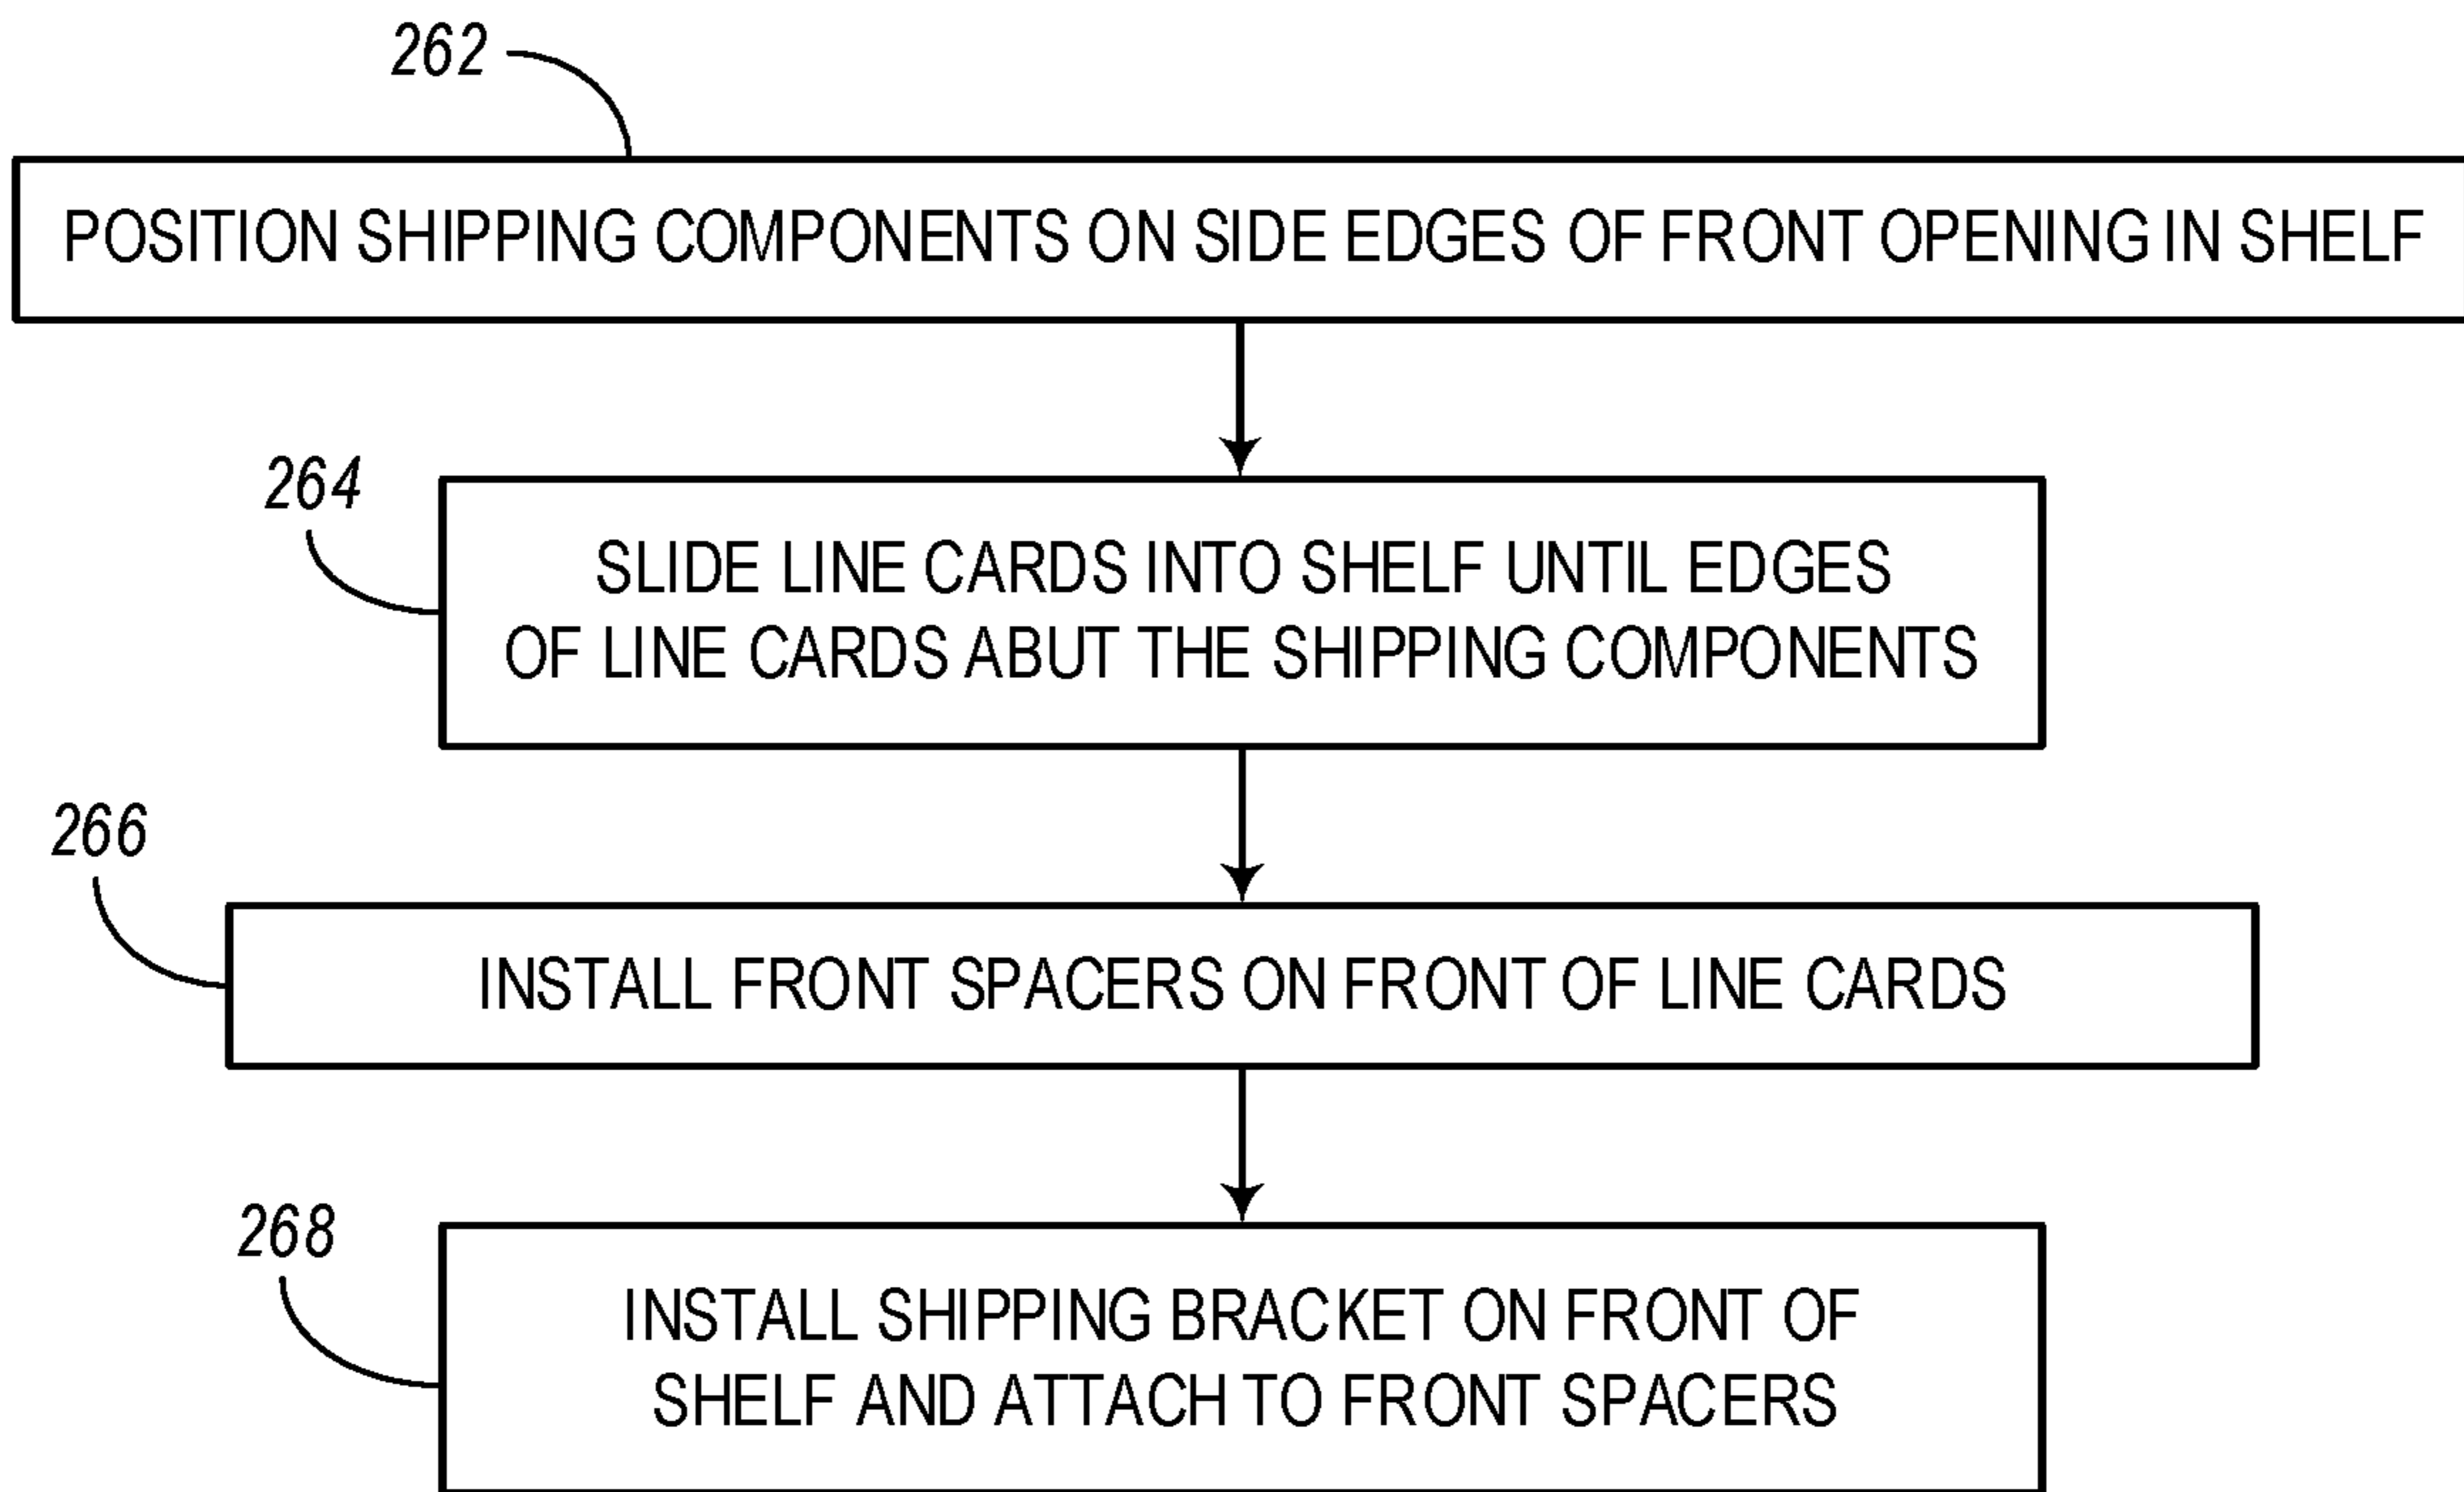 262
POSITION SHIPPING COMPONENTS ON SIDE EDGES OF FRONT OPENING IN SHELF
264
SLIDE LINE CARDS INTO SHELF UNTIL EDGES
OF LINE CARDS ABUT THE SHIPPING COMPONENTS
266
INSTALL FRONT SPACERS ON FRONT OF LINE CARDS
268
INSTALL SHIPPING BRACKET ON FRONT OF
SHELF AND ATTACH TO FRONT SPACERS